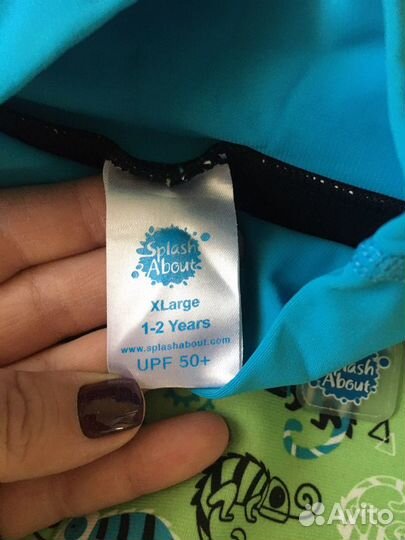 Splash
About
XLarge
1-2 Years
www.splashabout.com
UPF 50+
Splash
About
Avito